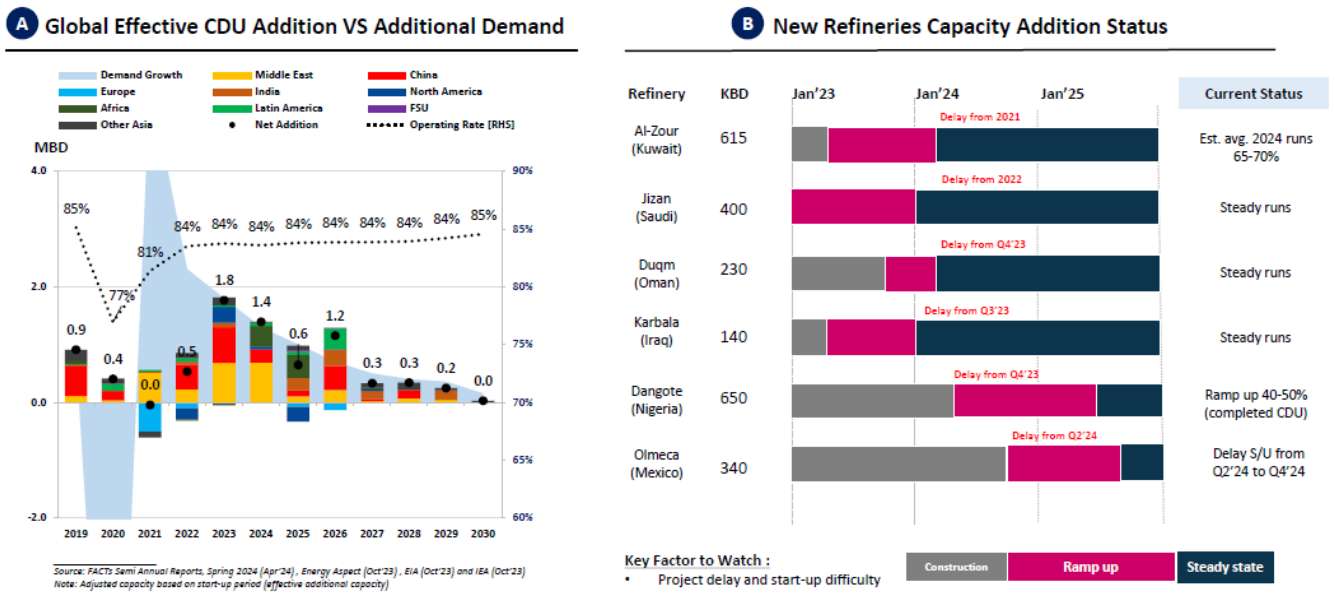 A Global Effective CDU Addition VS Additional Demand
Demand Growth Middle East China
Europe India North America
Africa Latin America FSU
Other Asia Net Addition Operating Rate [RHS]
MBD
4.0 90%
85% 85%
84% 84% 84% 84% 84% 84% 84% 85%
81%
2.0 77% 80%
1.8
1.4
1.2
0.9 75%
0.6
0.4 0.5
0.3 0.3 0.2
0.0 0.0 0.0 70%
65%
-2.0 60%
2019 2020 2021 2022 2023 2024 2025 2026 2027 2028 2029 2030
Source: FACTs Semi Annual Reports, Spring 2024 (Apr'24) , Energy Aspect (Oct'23) , EIA (Oct'23) and IEA (Oct'23)
Note: Adjusted capacity based on start-up period (effective additional capacity)
B New Refineries Capacity Addition Status
Refinery KBD Jan'23 Jan'24 Jan'25 Current Status
Delay from 2021
Al-Zour
(Kuwait)
615
Est. avg. 2024 runs
65-70%
Delay from 2022
Jizan
(Saudi)
400
Steady runs
Delay from Q4'23
Duqm
(Oman)
230
Steady runs
Delay from Q3'23
Karbala
(Iraq)
140
Steady runs
Delay from Q4'23
Dangote
(Nigeria)
650
Ramp up 40-50%
(completed CDU)
Delay from Q2'24
Olmeca
(Mexico)
340
Delay S/U from
Q2'24 to Q4'24
Key Factor to Watch :
• Project delay and start-up difficulty
Construction Ramp up Steady state